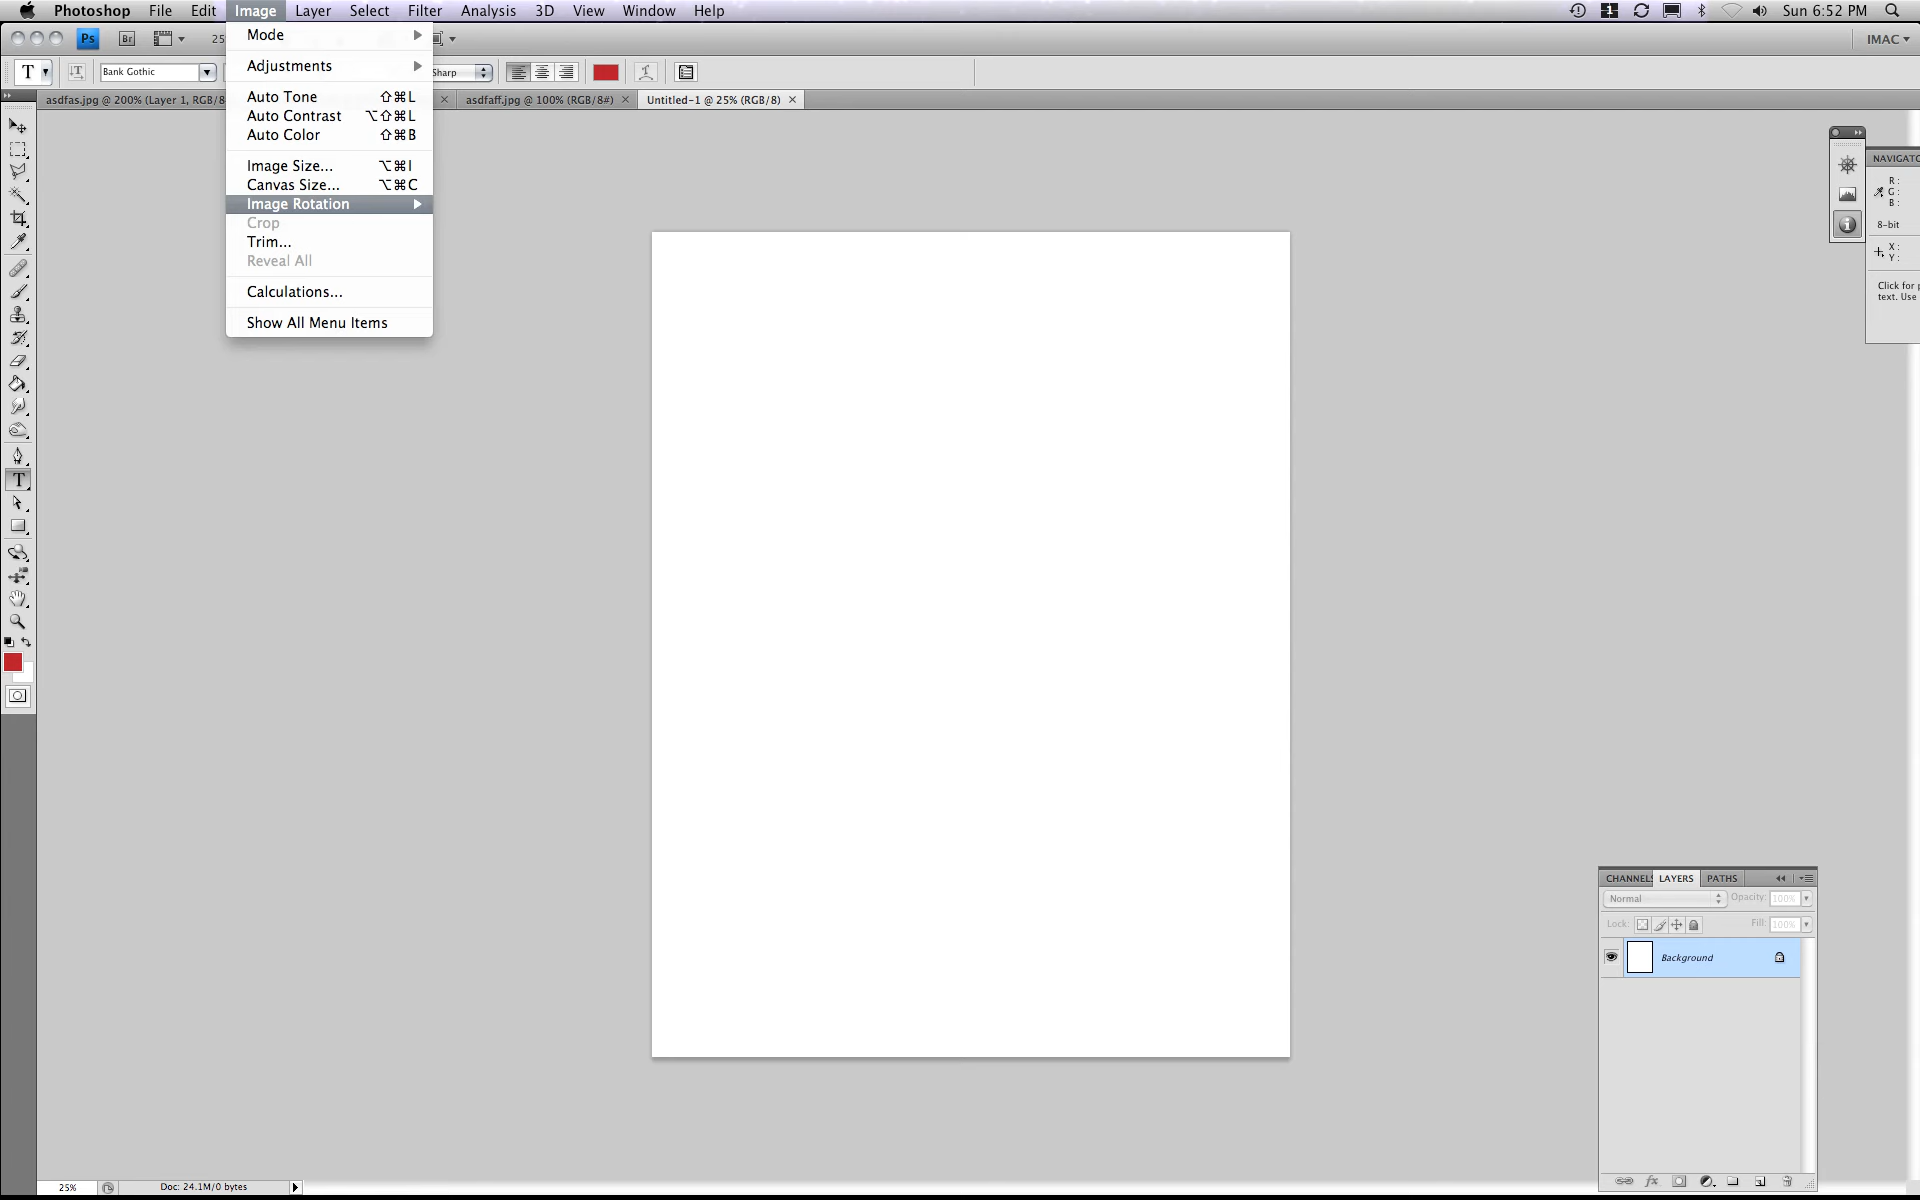 Photoshop File Edit Image Layer Select Filter Analysis 3D View Window Help Sun 6:52 PM
Ps Br 25 IMAC
T Bank Gothic Sharp
asdfas.jpg @ 200% (Layer 1, RGB/8 asdfaff.jpg @ 100% (RGB/8#) Untitled-1 @ 25% (RGB/8)
Mode
Adjustments
Auto Tone ⇧⌘L
Auto Contrast ⌥⇧⌘L
Auto Color ⇧⌘B
Image Size... ⌥⌘I
Canvas Size... ⌥⌘C
Image Rotation
Crop
Trim...
Reveal All
Calculations...
Show All Menu Items
NAVIGATO
R:
G:
B:
8-bit
X:
Y:
Click for p
text. Use
T
CHANNELS LAYERS PATHS
Normal Opacity: 100%
Lock: Fill: 100%
Background
fx
25% Doc: 24.1M/0 bytes